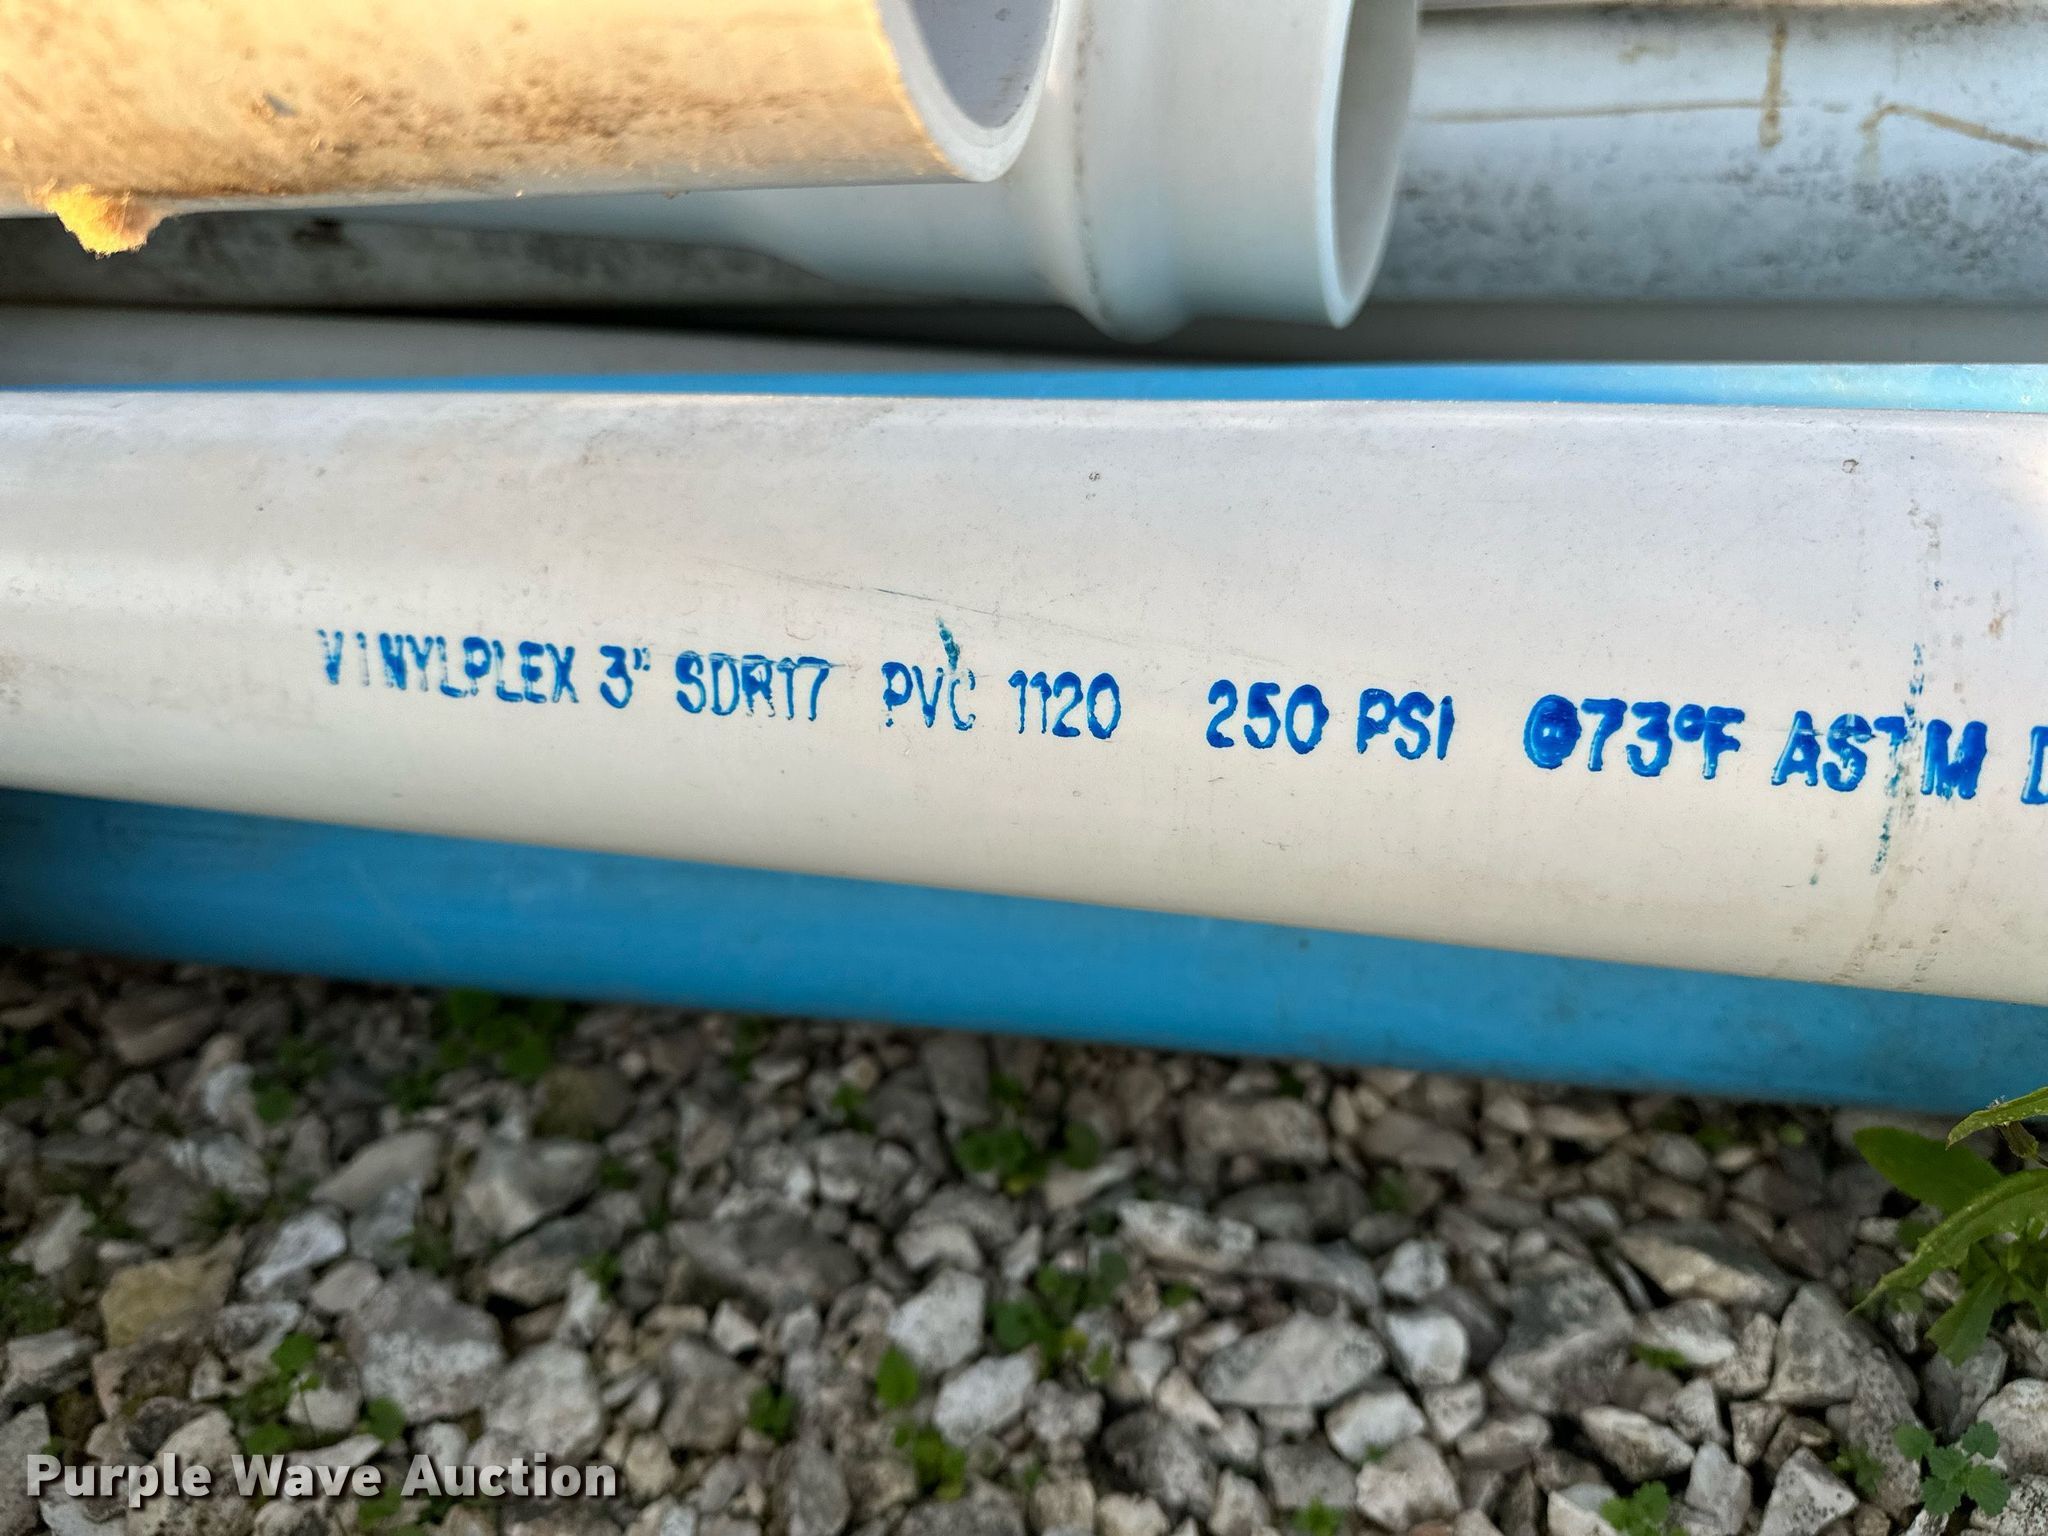 VINYLPLEX 3" SDR17 PVC 1120 250 PSI @73°F ASTM D
Purple Wave Auction